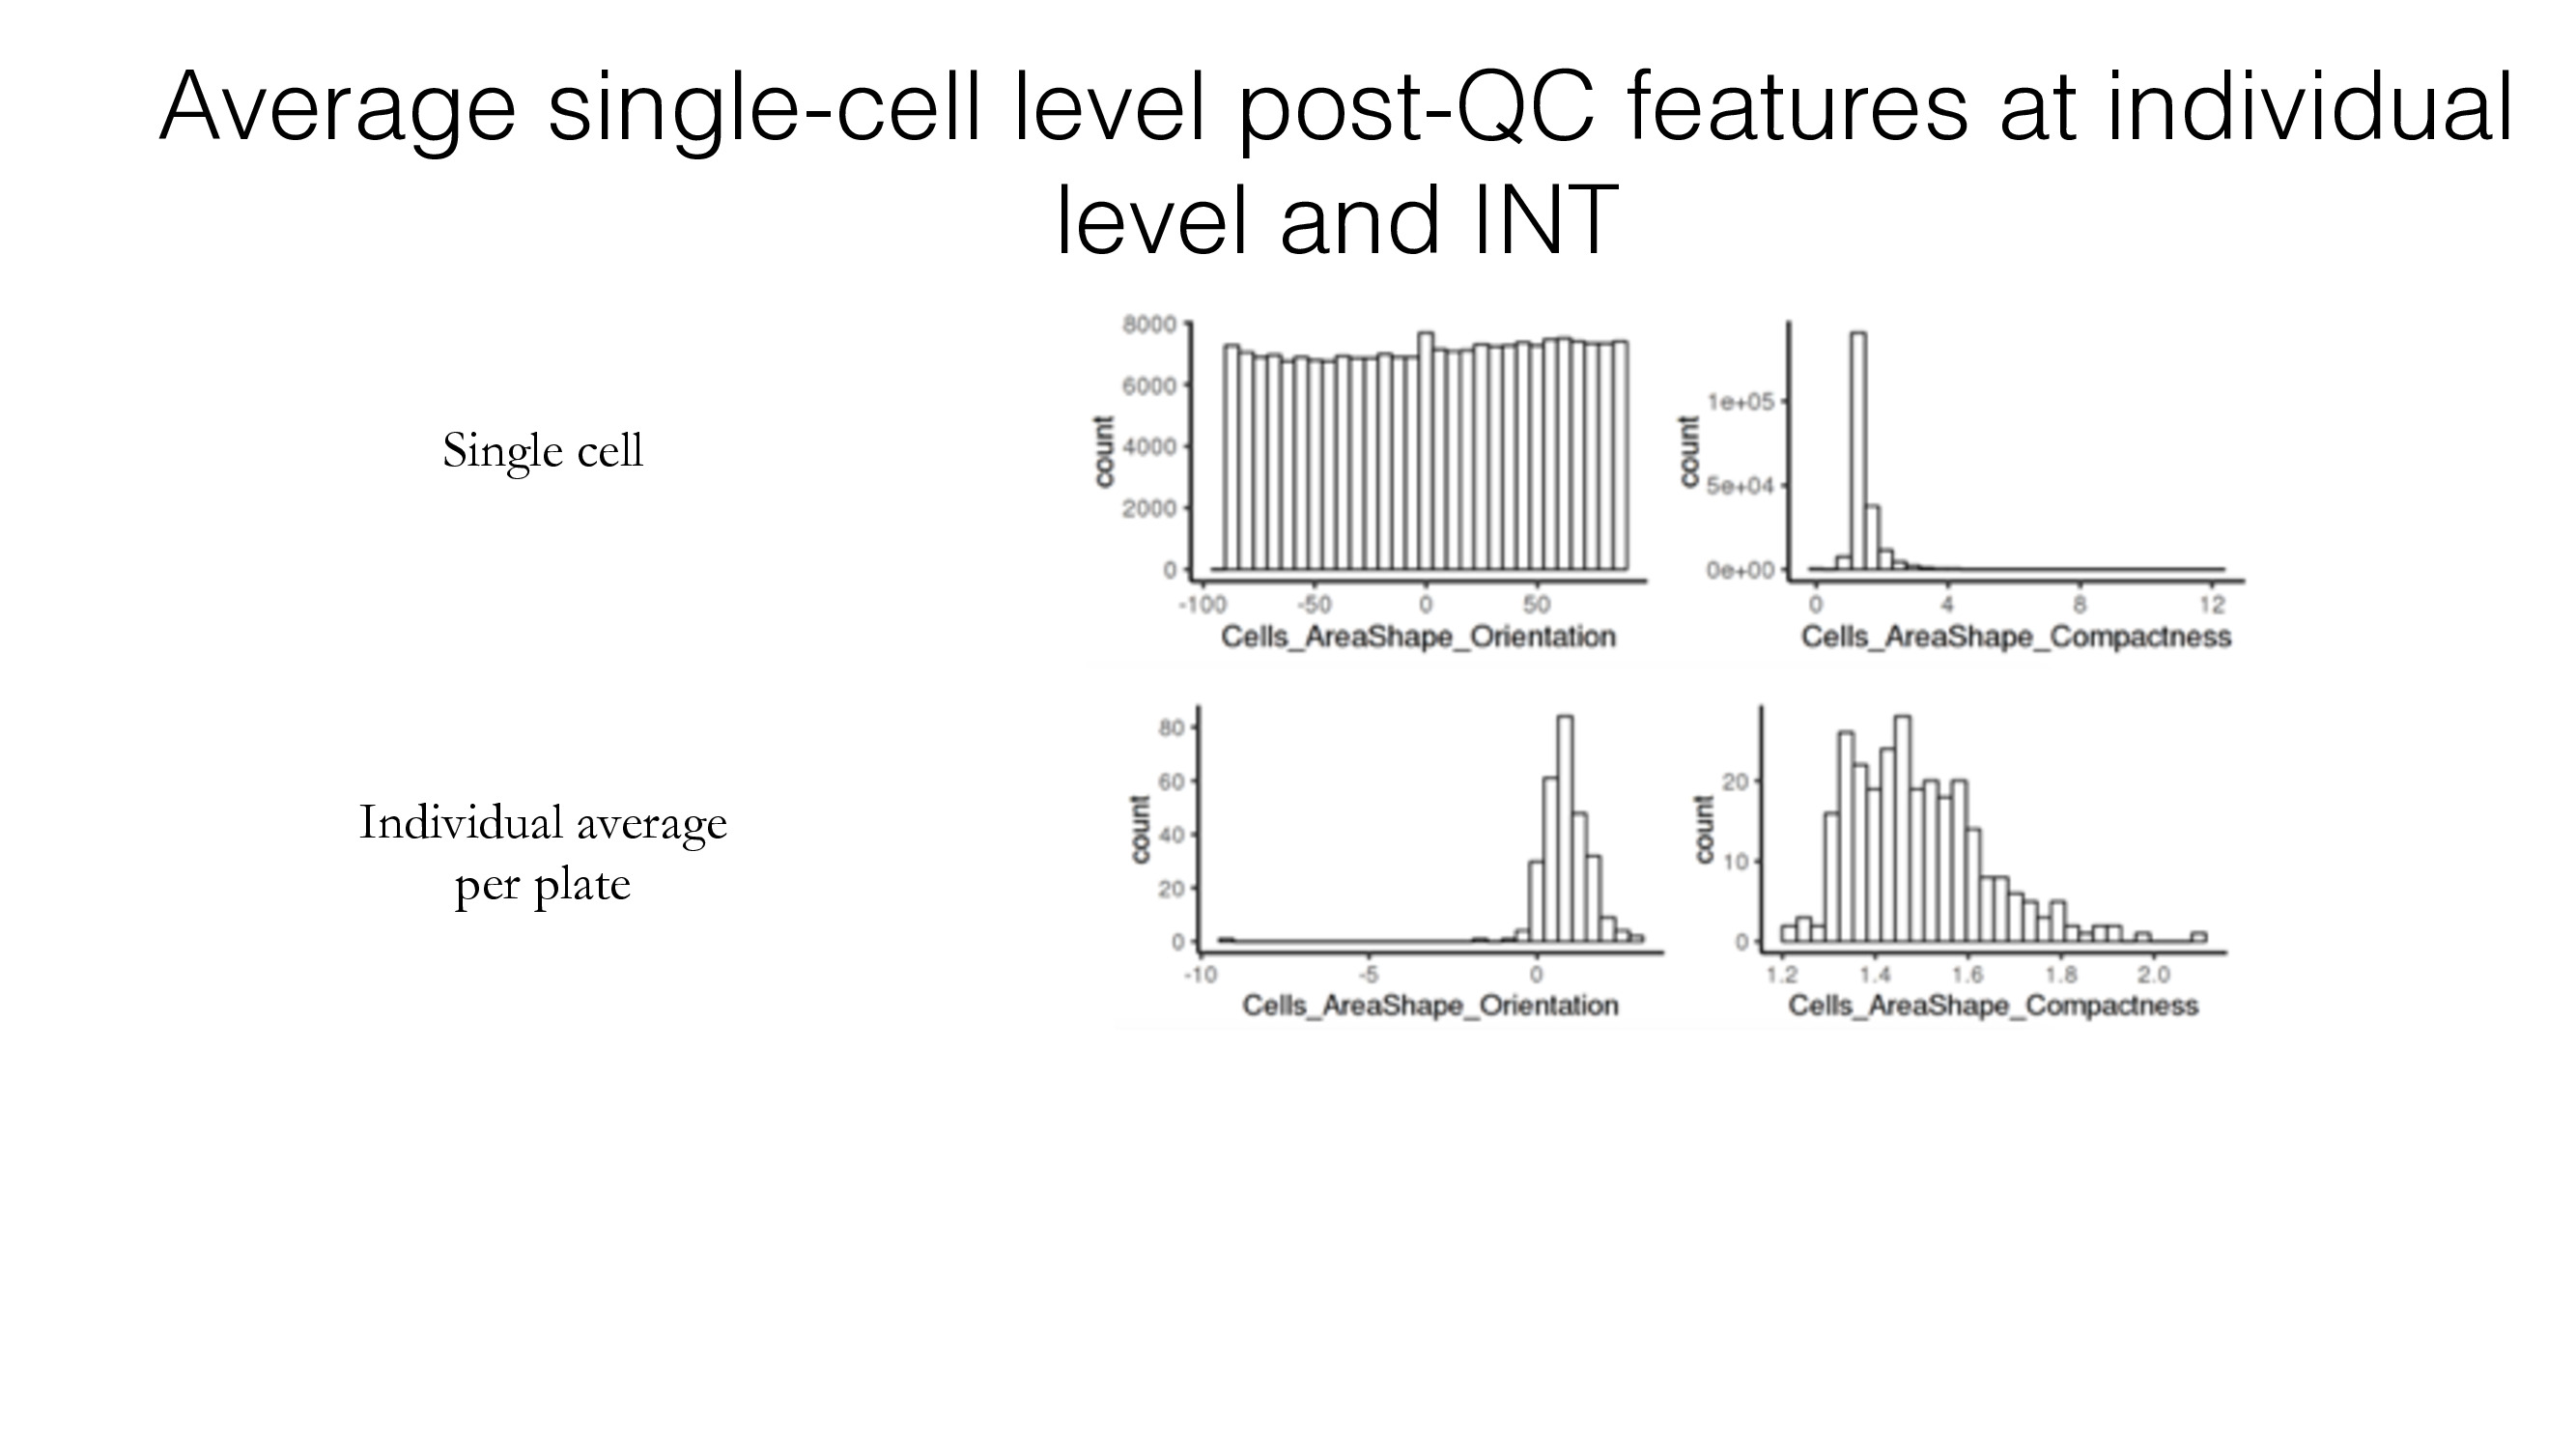 Average single-cell level post-QC features at individual
level and INT
Single cell
8000
6000
4000
2000
0
count
-100 -50 0 50
Cells_AreaShape_Orientation
1e+05
5e+04
0e+00
count
0 4 8 12
Cells_AreaShape_Compactness
Individual average
per plate
80
60
40
20
0
count
-10 -5 0
Cells_AreaShape_Orientation
20
10
0
count
1.2 1.4 1.6 1.8 2.0
Cells_AreaShape_Compactness